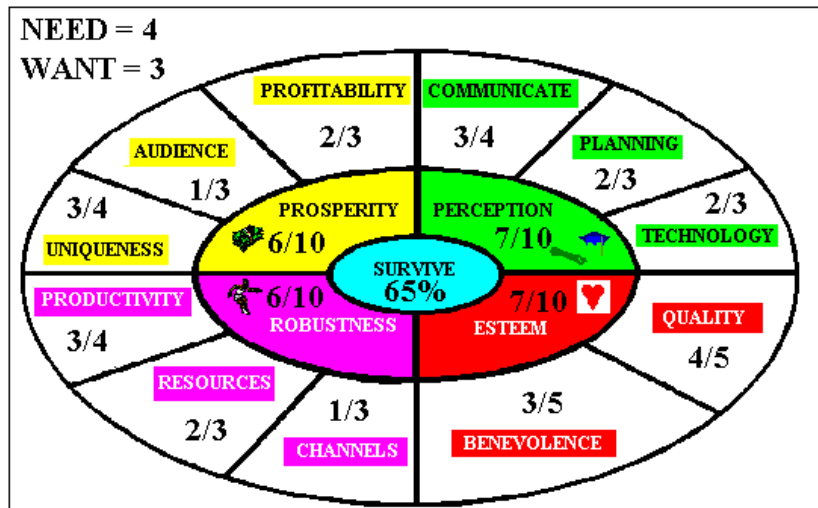 NEED = 4
WANT = 3
PROFITABILITY
2/3
COMMUNICATE
3/4
AUDIENCE
1/3
PLANNING
2/3
3/4
UNIQUENESS
2/3
TECHNOLOGY
PROSPERITY
6/10
PERCEPTION
7/10
SURVIVE
65%
6/10
ROBUSTNESS
7/10
ESTEEM
PRODUCTIVITY
3/4
QUALITY
4/5
RESOURCES
2/3
1/3
CHANNELS
3/5
BENEVOLENCE